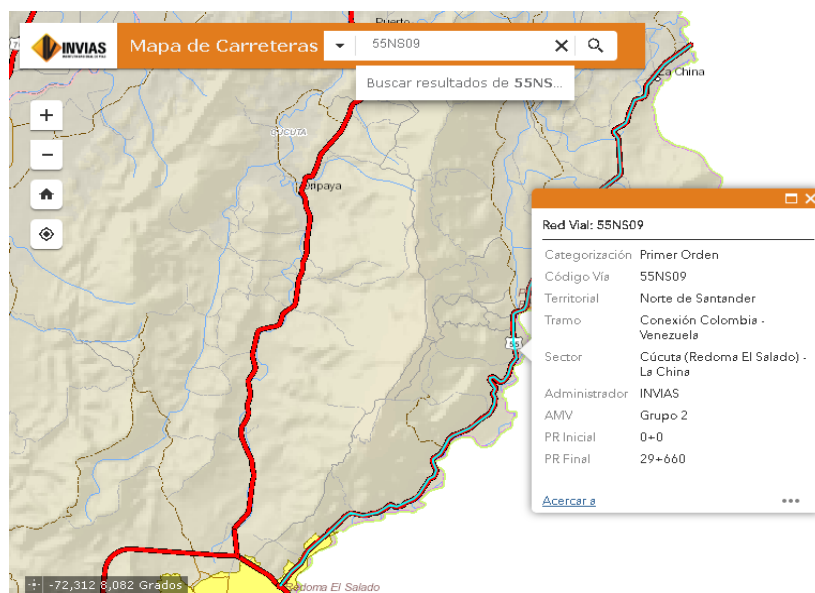 Puerto
INVIAS
Mapa de Carreteras
55NS09
Buscar resultados de 55NS...
La China
CUCUTA
Oripaya
Red Vial: 55NS09
Categorización Primer Orden
Código Vía 55NS09
Territorial Norte de Santander
Tramo Conexión Colombia -
Venezuela
Sector Cúcuta (Redoma El Salado) -
La China
Administrador INVIAS
AMV Grupo 2
PR Inicial 0+0
PR Final 29+660
Acercar a
55
-72,312 8,082 Grados
Redoma El Salado